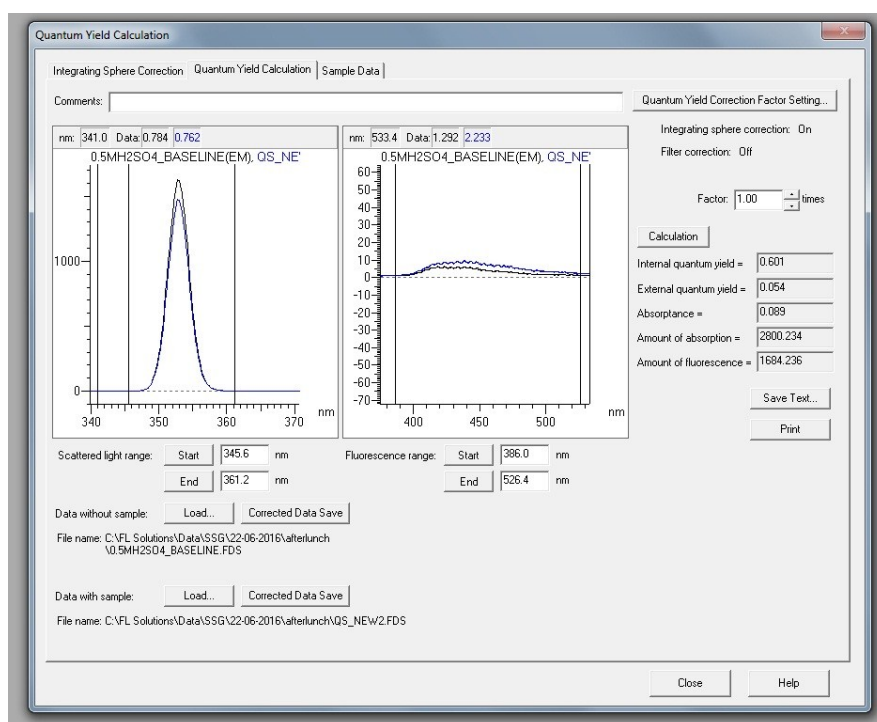 Quantum Yield Calculation
Integrating Sphere Correction Quantum Yield Calculation Sample Data
Comments:
Quantum Yield Correction Factor Setting...
nm: 341.0 Data: 0.784 0.762
nm: 533.4 Data: 1.292 2.233
Integrating sphere correction: On
Filter correction: Off
0.5MH2SO4_BASELINE(EM), QS_NE'
0.5MH2SO4_BASELINE(EM), QS_NE'
1000
0
340 350 360 370 nm
60
50
40
30
20
10
0
-10
-20
-30
-40
-50
-60
-70
400 450 500 nm
Factor: 1.00 times
Calculation
Internal quantum yield = 0.601
External quantum yield = 0.054
Absorptance = 0.089
Amount of absorption = 2800.234
Amount of fluorescence = 1684.236
Save Text...
Print
Scattered light range: Start 345.6 nm
End 361.2 nm
Fluorescence range: Start 386.0 nm
End 526.4 nm
Data without sample: Load... Corrected Data Save
File name: C:\FL Solutions\Data\SSG\22-06-2016\afterlunch
\0.5MH2SO4_BASELINE.FDS
Data with sample: Load... Corrected Data Save
File name: C:\FL Solutions\Data\SSG\22-06-2016\afterlunch\QS_NEW2.FDS
Close Help